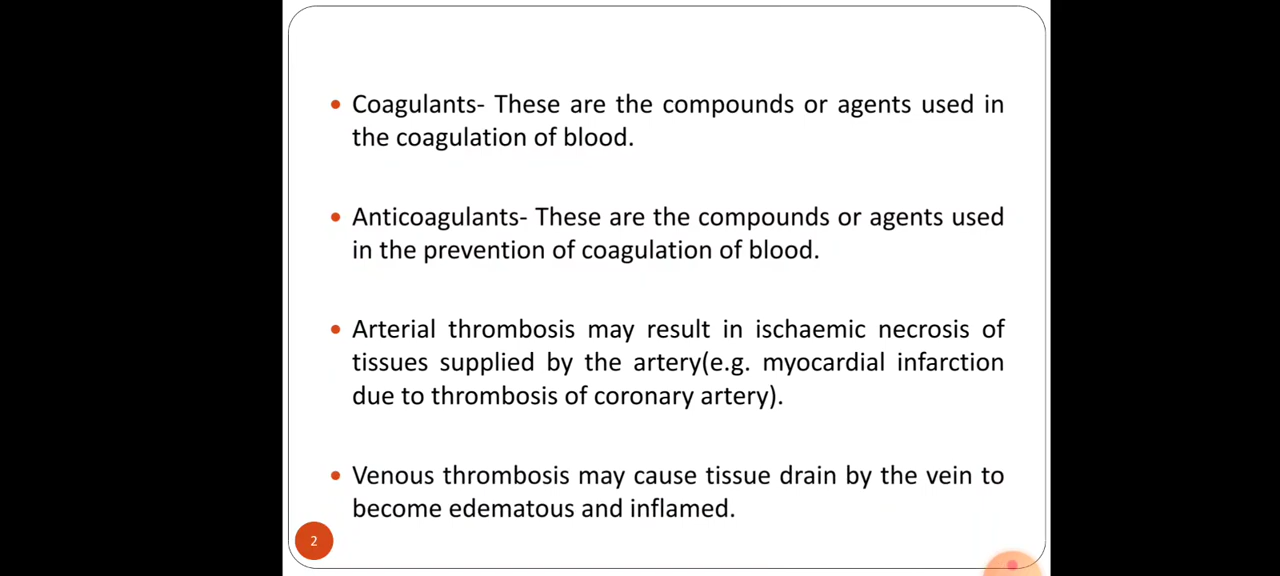 Coagulants- These are the compounds or agents used in
the coagulation of blood.
Anticoagulants- These are the compounds or agents used
in the prevention of coagulation of blood.
Arterial thrombosis may result in ischaemic necrosis of
tissues supplied by the artery(e.g. myocardial infarction
due to thrombosis of coronary artery).
Venous thrombosis may cause tissue drain by the vein to
become edematous and inflamed.
2